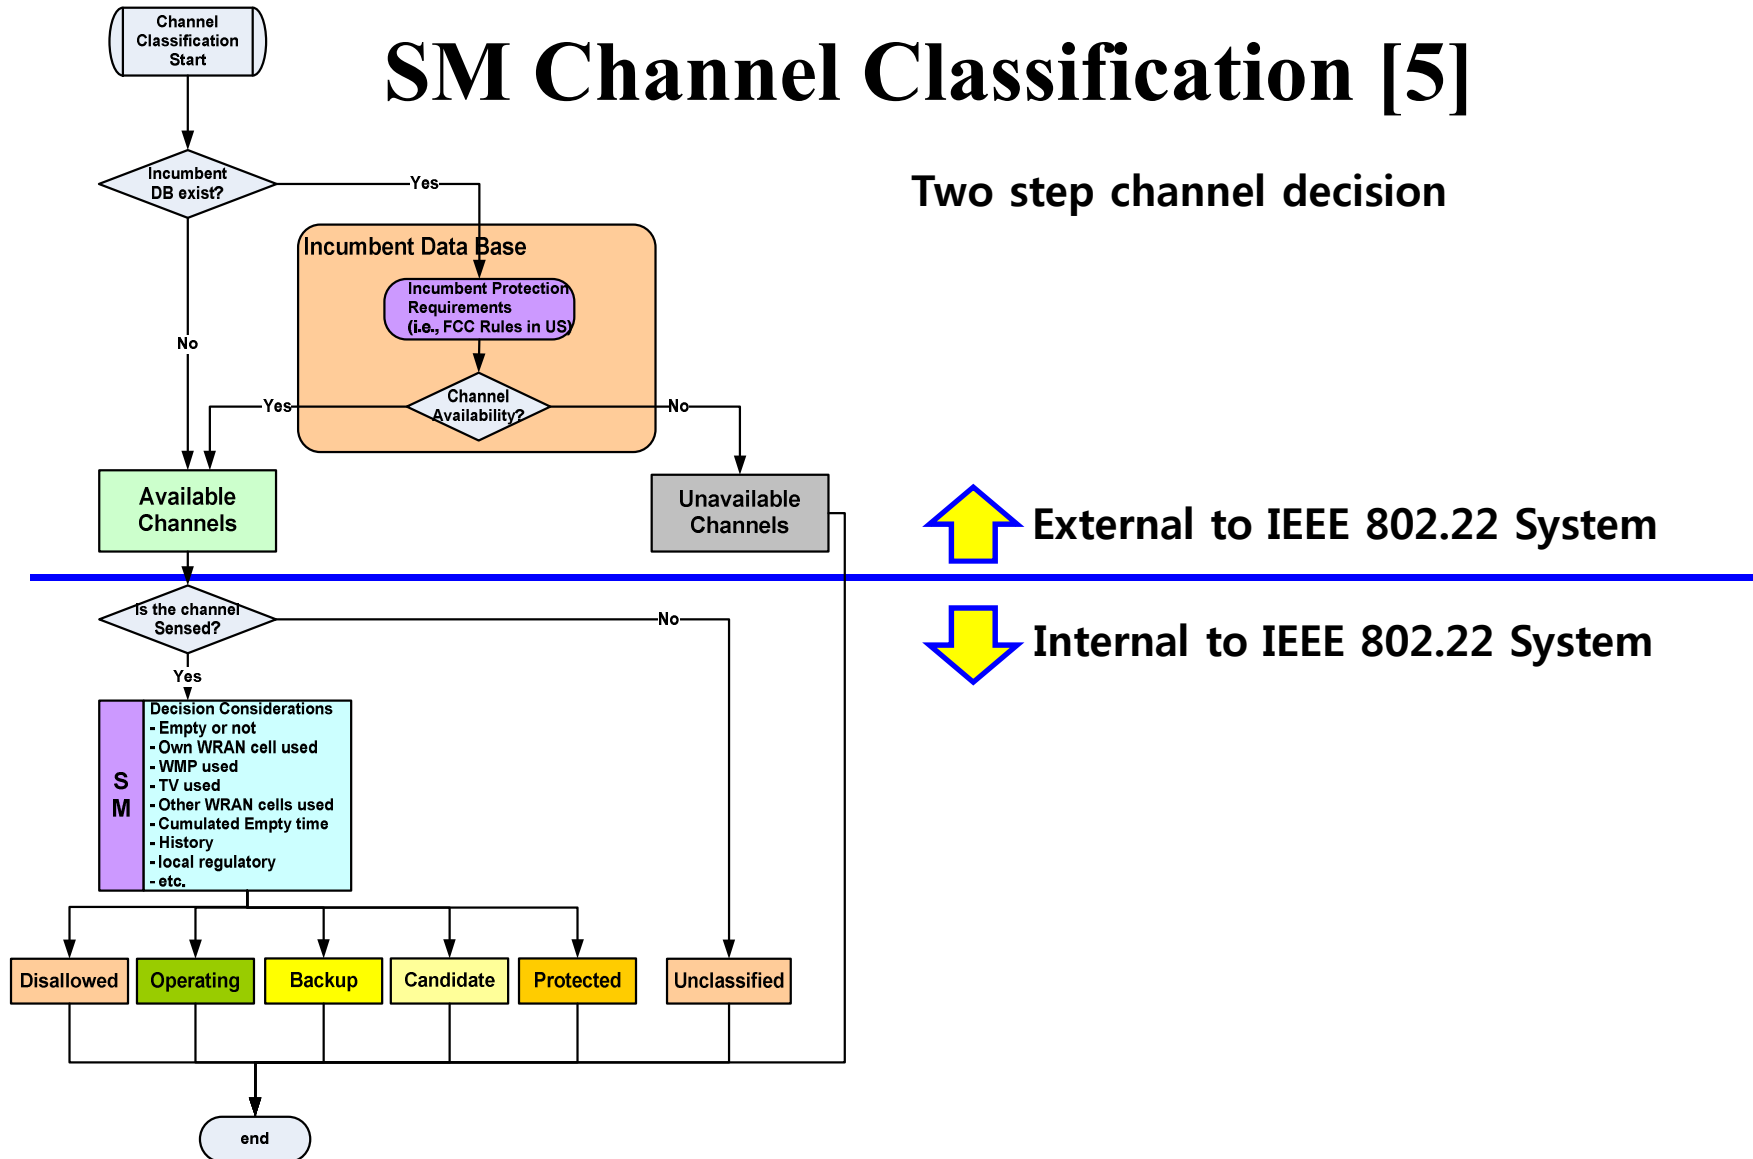 Channel
Classification
Start
SM Channel Classification [5]
Incumbent
DB exist?
Yes
Two step channel decision
Incumbent Data Base
Incumbent Protection
Requirements
(i.e., FCC Rules in US)
No
Channel
Availability?
Yes
No
Available
Channels
Unavailable
Channels
External to IEEE 802.22 System
Is the channel
Sensed?
No
Internal to IEEE 802.22 System
Yes
S
M
Decision Considerations
- Empty or not
- Own WRAN cell used
- WMP used
- TV used
- Other WRAN cells used
- Cumulated Empty time
- History
- local regulatory
- etc.
Disallowed
Operating
Backup
Candidate
Protected
Unclassified
end